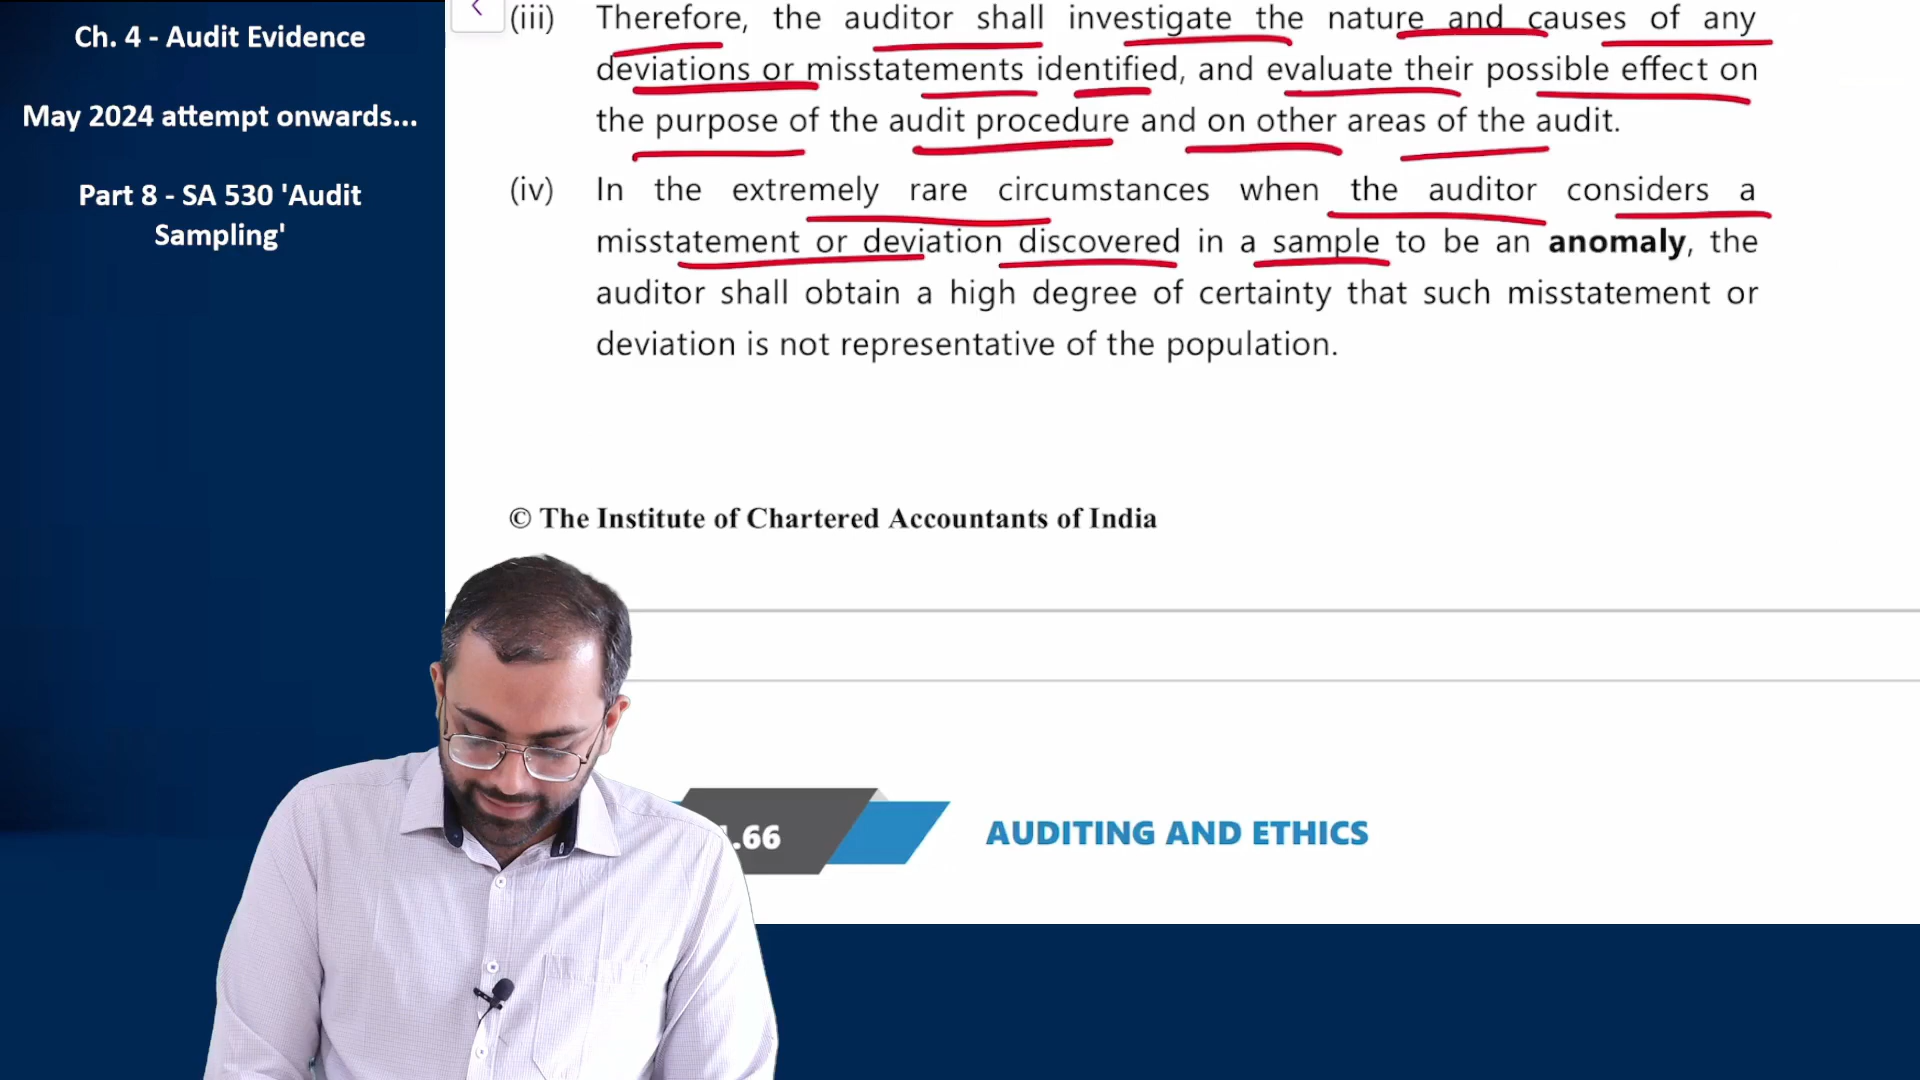 Ch. 4 - Audit Evidence
May 2024 attempt onwards...
Part 8 - SA 530 'Audit
Sampling'
(iii) Therefore, the auditor shall investigate the nature and causes of any
deviations or misstatements identified, and evaluate their possible effect on
the purpose of the audit procedure and on other areas of the audit.
(iv) In the extremely rare circumstances when the auditor considers a
misstatement or deviation discovered in a sample to be an anomaly, the
auditor shall obtain a high degree of certainty that such misstatement or
deviation is not representative of the population.
© The Institute of Chartered Accountants of India
.66
AUDITING AND ETHICS